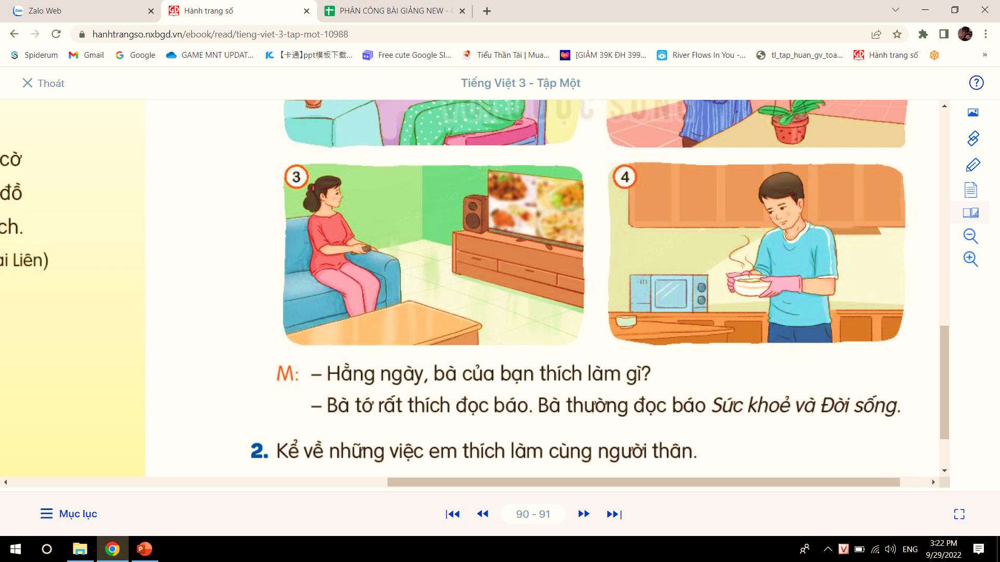 Zalo Web
Hành trang số
PHÂN CÔNG BÀI GIẢNG NEW -
hanhtrangso.nxbgd.vn/ebook/read/tieng-viet-3-tap-mot-10988
Spiderum
Gmail
Google
GAME MNT UPDAT...
【卡通】ppt模板下载...
Free cute Google Sl...
Tiểu Thần Tài | Mua...
[GIẢM 39K ĐH 399...
River Flows In You -...
tl_tap_huan_gv_toa...
Hành trang số
»
Thoát
Tiếng Việt 3 - Tập Một
?
cờ
đồ
ch.
ai Liên)
3
4
M: – Hằng ngày, bà của bạn thích làm gì?
– Bà tớ rất thích đọc báo. Bà thường đọc báo Sức khoẻ và Đời sống.
2. Kể về những việc em thích làm cùng người thân.
Mục lục
90 - 91
ENG
3:22 PM
9/29/2022